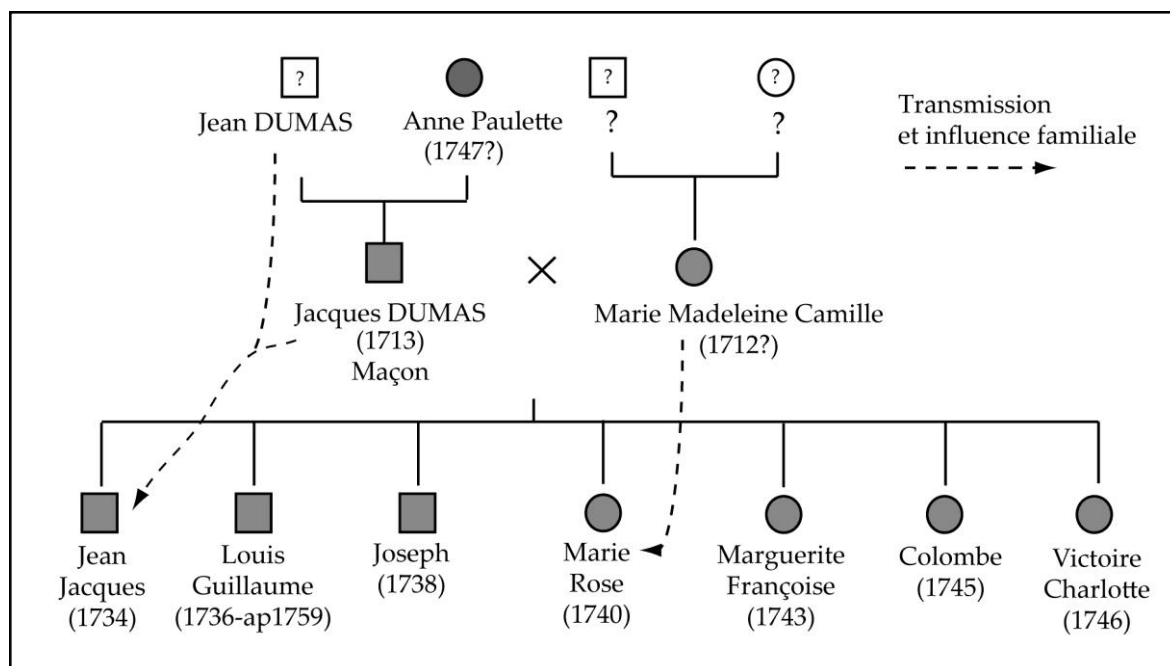 ?
Jean DUMAS
Anne Paulette
(1747?)
?
?
?
?
Transmission
et influence familiale
Jacques DUMAS
(1713)
Maçon
Marie Madeleine Camille
(1712?)
Jean
Jacques
(1734)
Louis
Guillaume
(1736-ap1759)
Joseph
(1738)
Marie
Rose
(1740)
Marguerite
Françoise
(1743)
Colombe
(1745)
Victoire
Charlotte
(1746)